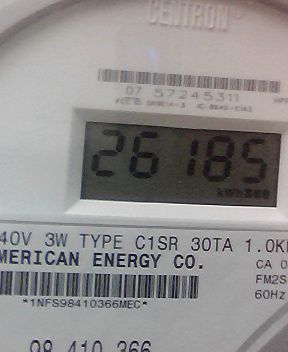 CENTRON®
07 57245311
26185
kWh
40V 3W TYPE C1SR 30TA 1.0K
MERICAN ENERGY CO.
CA 0
FM2S
60Hz
*1NFS98410366MEC*
98 410 366